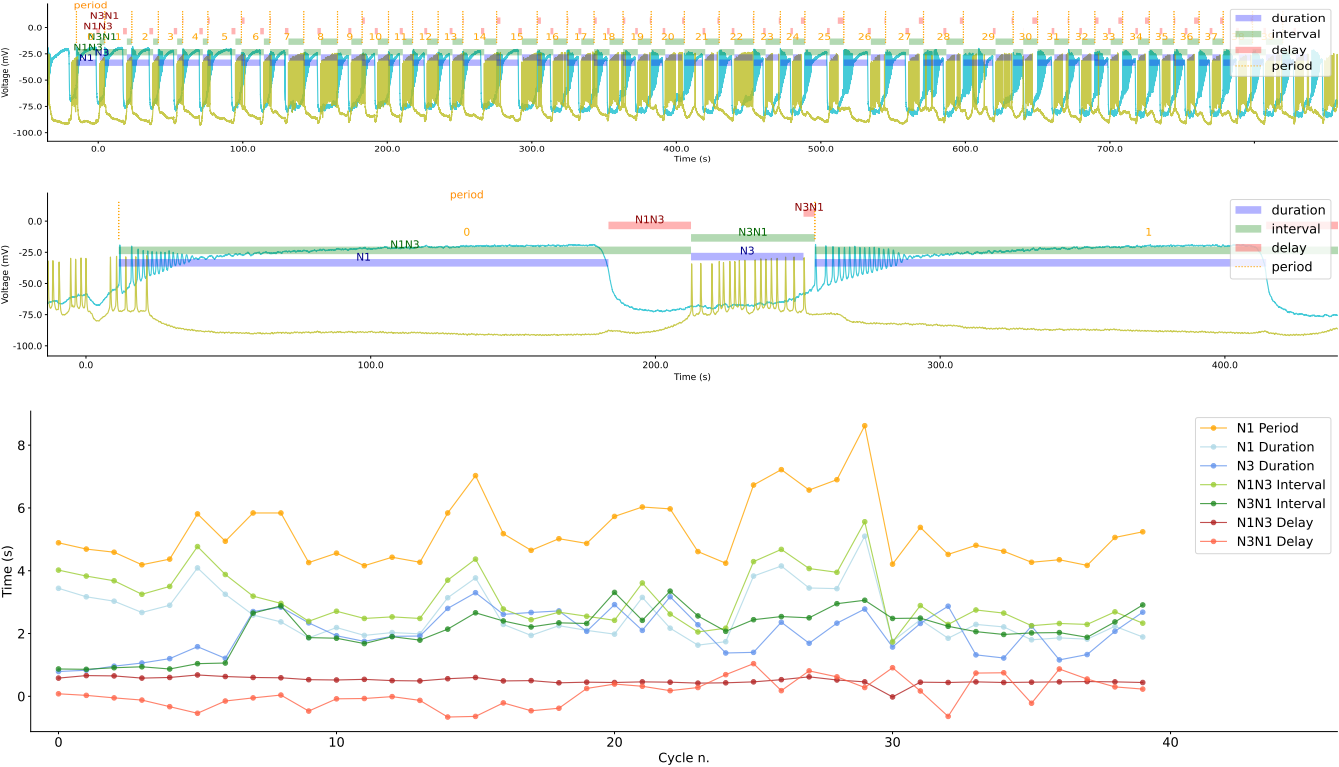 period
N3N1
N1N3
N3N1
N1N3
N3
N1
2 3 4 5 6 7 8 9 10 11 12 13 14 15 16 17 18 19 20 21 22 23 24 25 26 27 28 29 30 31 32 33 34 35 36 37
duration
interval
delay
period
Voltage (mV)
0.0
-25.0
-50.0
-75.0
-100.0
0.0 100.0 200.0 300.0 400.0 500.0 600.0 700.0
Time (s)
period
0 1
N1N3
N1
N1N3
N3N1
N3
N3N1
duration
interval
delay
period
Voltage (mV)
0.0
-25.0
-50.0
-75.0
-100.0
0.0 100.0 200.0 300.0 400.0
Time (s)
N1 Period
N1 Duration
N3 Duration
N1N3 Interval
N3N1 Interval
N1N3 Delay
N3N1 Delay
Time (s)
8
6
4
2
0
0 10 20 30 40
Cycle n.